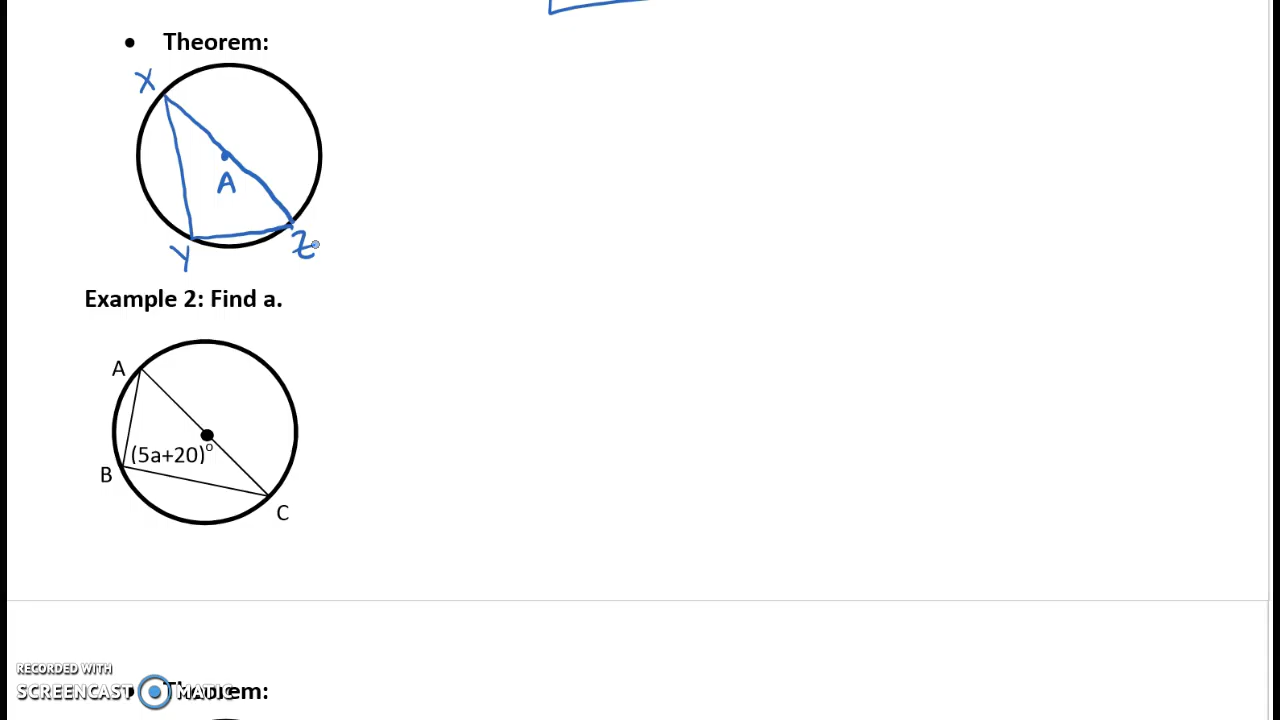 • Theorem:
X
A
Y
Z
Example 2: Find a.
A
(5a+20)°
B
C
RECORDED WITH
SCREENCAST MATIC
• Theorem: